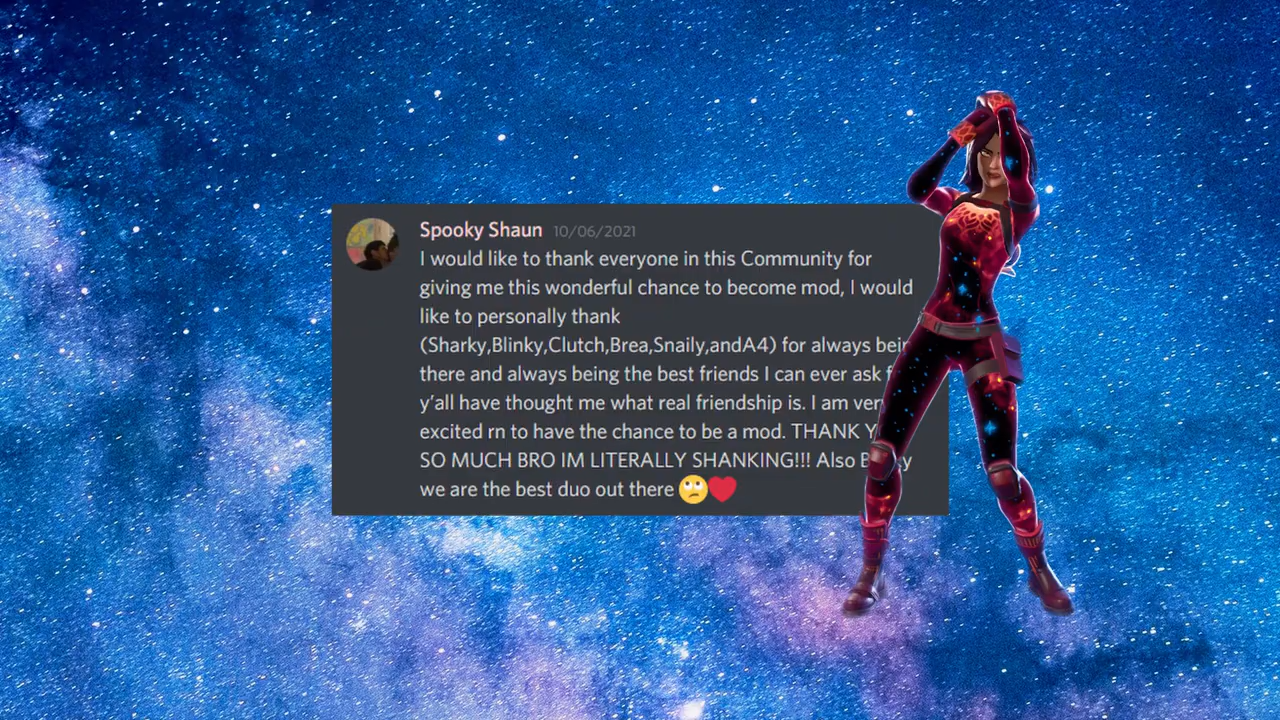 Spooky Shaun 10/06/2021
I would like to thank everyone in this Community for
giving me this wonderful chance to become mod, I would
like to personally thank
(Sharky,Blinky,Clutch,Brea,Snaily,andA4) for always
there and always being the best friends I can ever ask
y'all have thought me what real friendship is. I am
excited rn to have the chance to be a mod. THANK
SO MUCH BRO IM LITERALLY SHANKING!!! Also
we are the best duo out there 🙄❤️